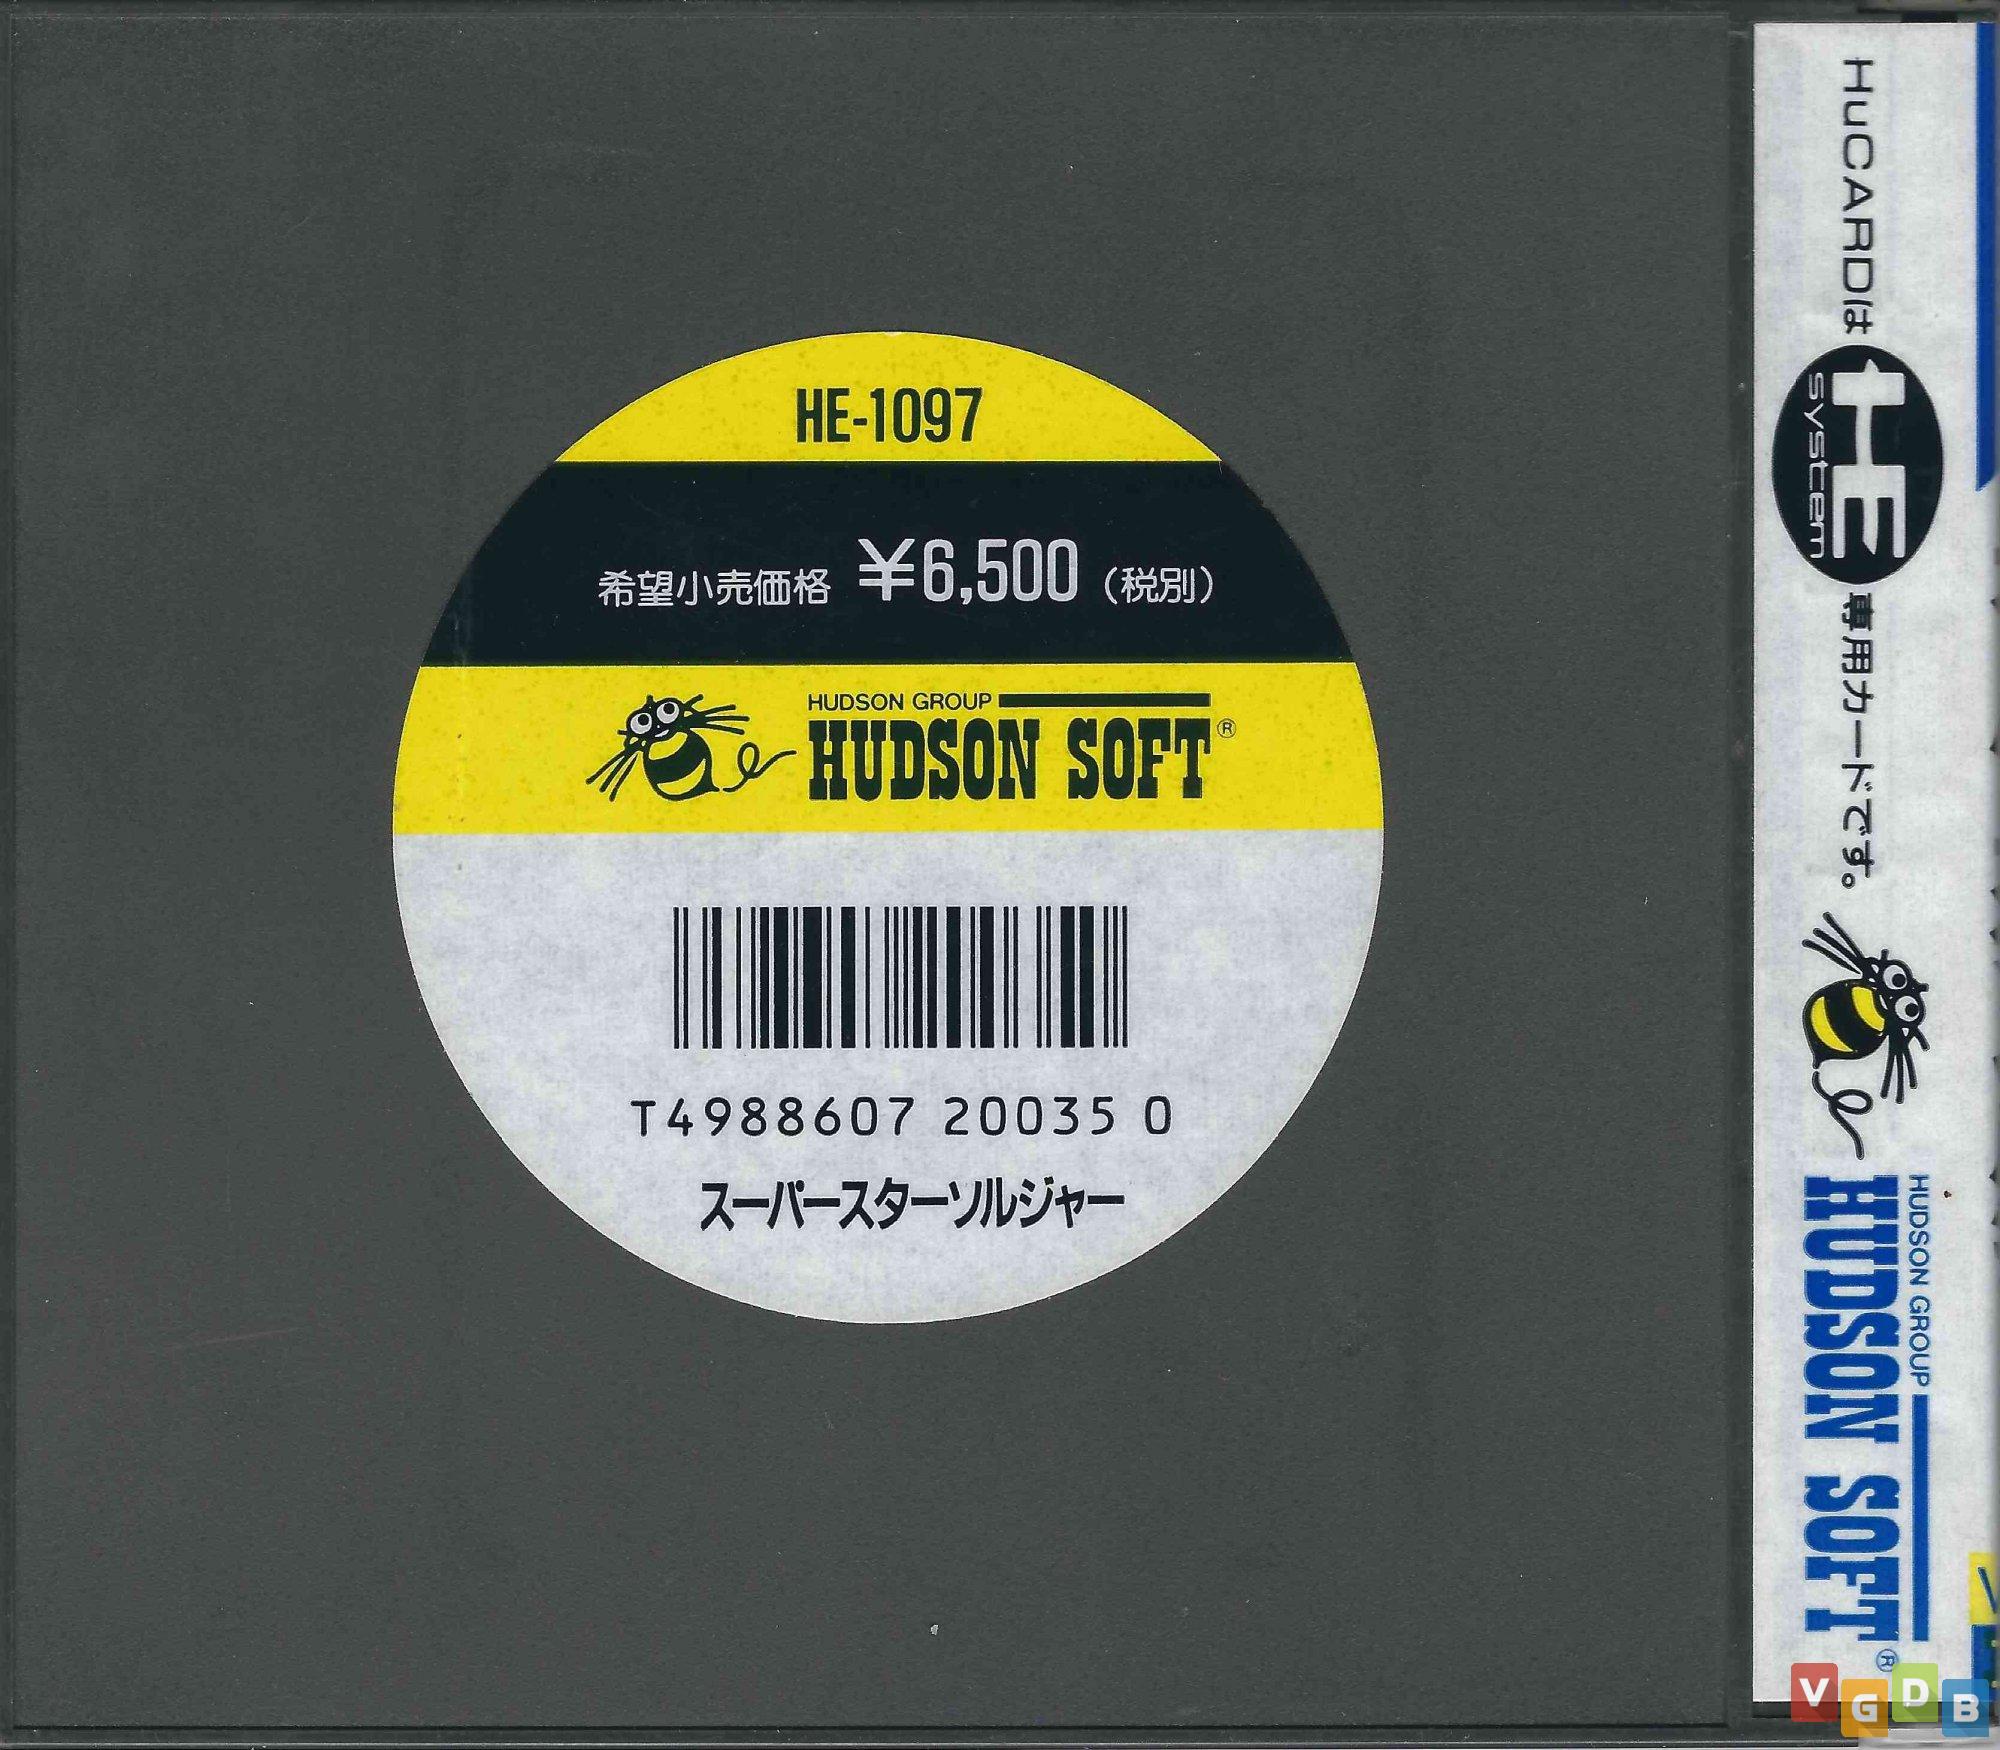 HE-1097
希望小売価格 ¥6,500 (税別)
HUDSON GROUP
HUDSON SOFT®
T4988607 20035 0
スーパースターソルジャー
HuCARDは HE system 専用カードです。
HUDSON GROUP
HUDSON SOFT®
VGDB